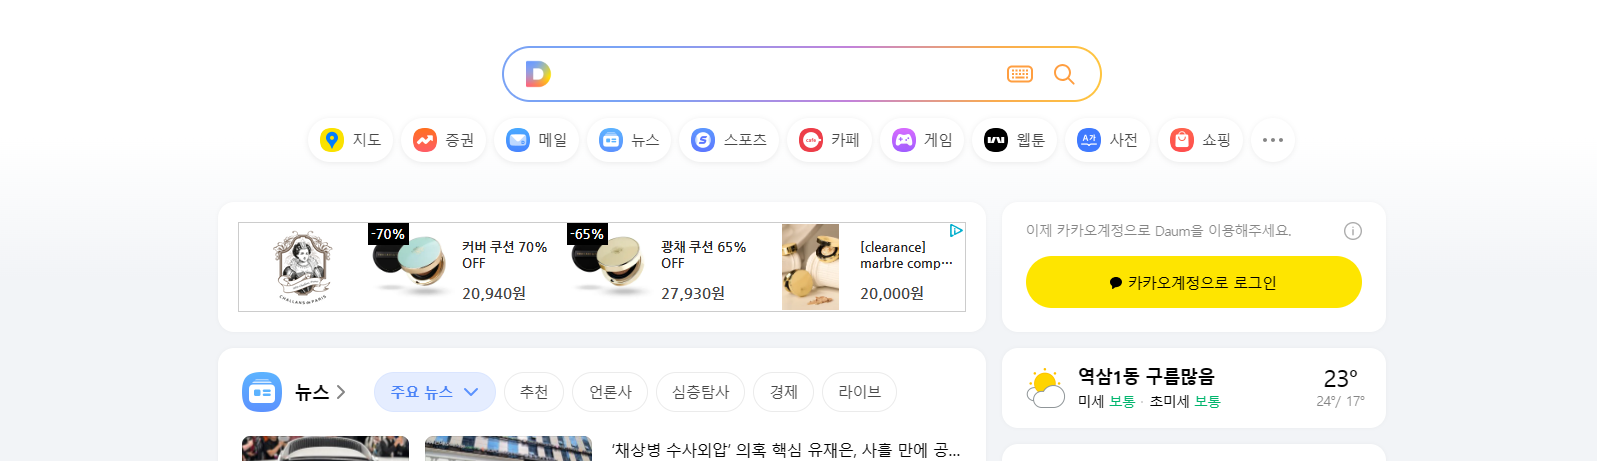 D
지도
증권
메일
뉴스
스포츠
cafe
카페
게임
웹툰
A가
사전
쇼핑
CHALLANS de PARIS
-70%
커버 쿠션 70%
OFF
20,940원
-65%
광채 쿠션 65%
OFF
27,930원
[clearance]
marbre comp…
20,000원
이제 카카오계정으로 Daum을 이용해주세요.
카카오계정으로 로그인
뉴스
주요 뉴스
추천
언론사
심층탐사
경제
라이브
역삼1동 구름많음
미세 보통 · 초미세 보통
23°
24°/ 17°
‘채상병 수사외압’ 의혹 핵심 유재은, 사흘 만에 공...